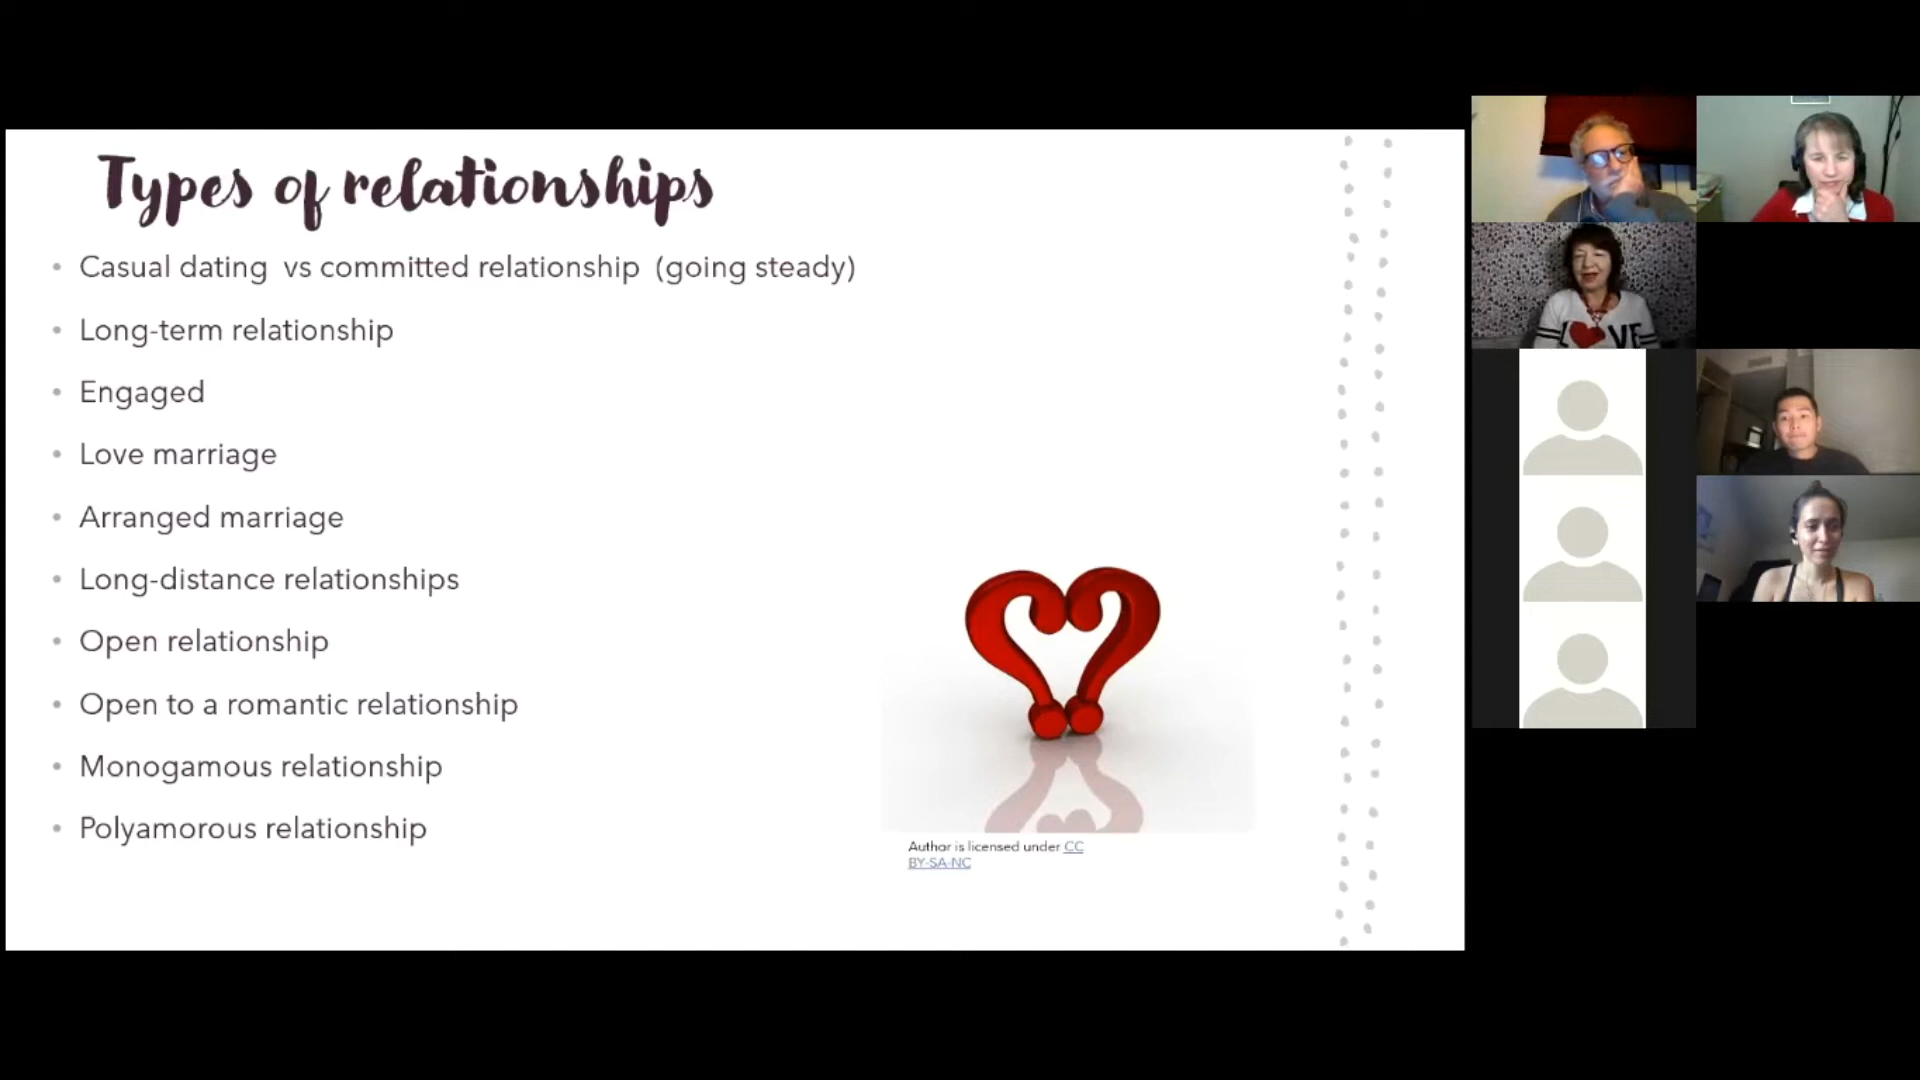 Types of relationships
• Casual dating vs committed relationship (going steady)
• Long-term relationship
• Engaged
• Love marriage
• Arranged marriage
• Long-distance relationships
• Open relationship
• Open to a romantic relationship
• Monogamous relationship
• Polyamorous relationship
Author is licensed under CC
BY-SA-NC